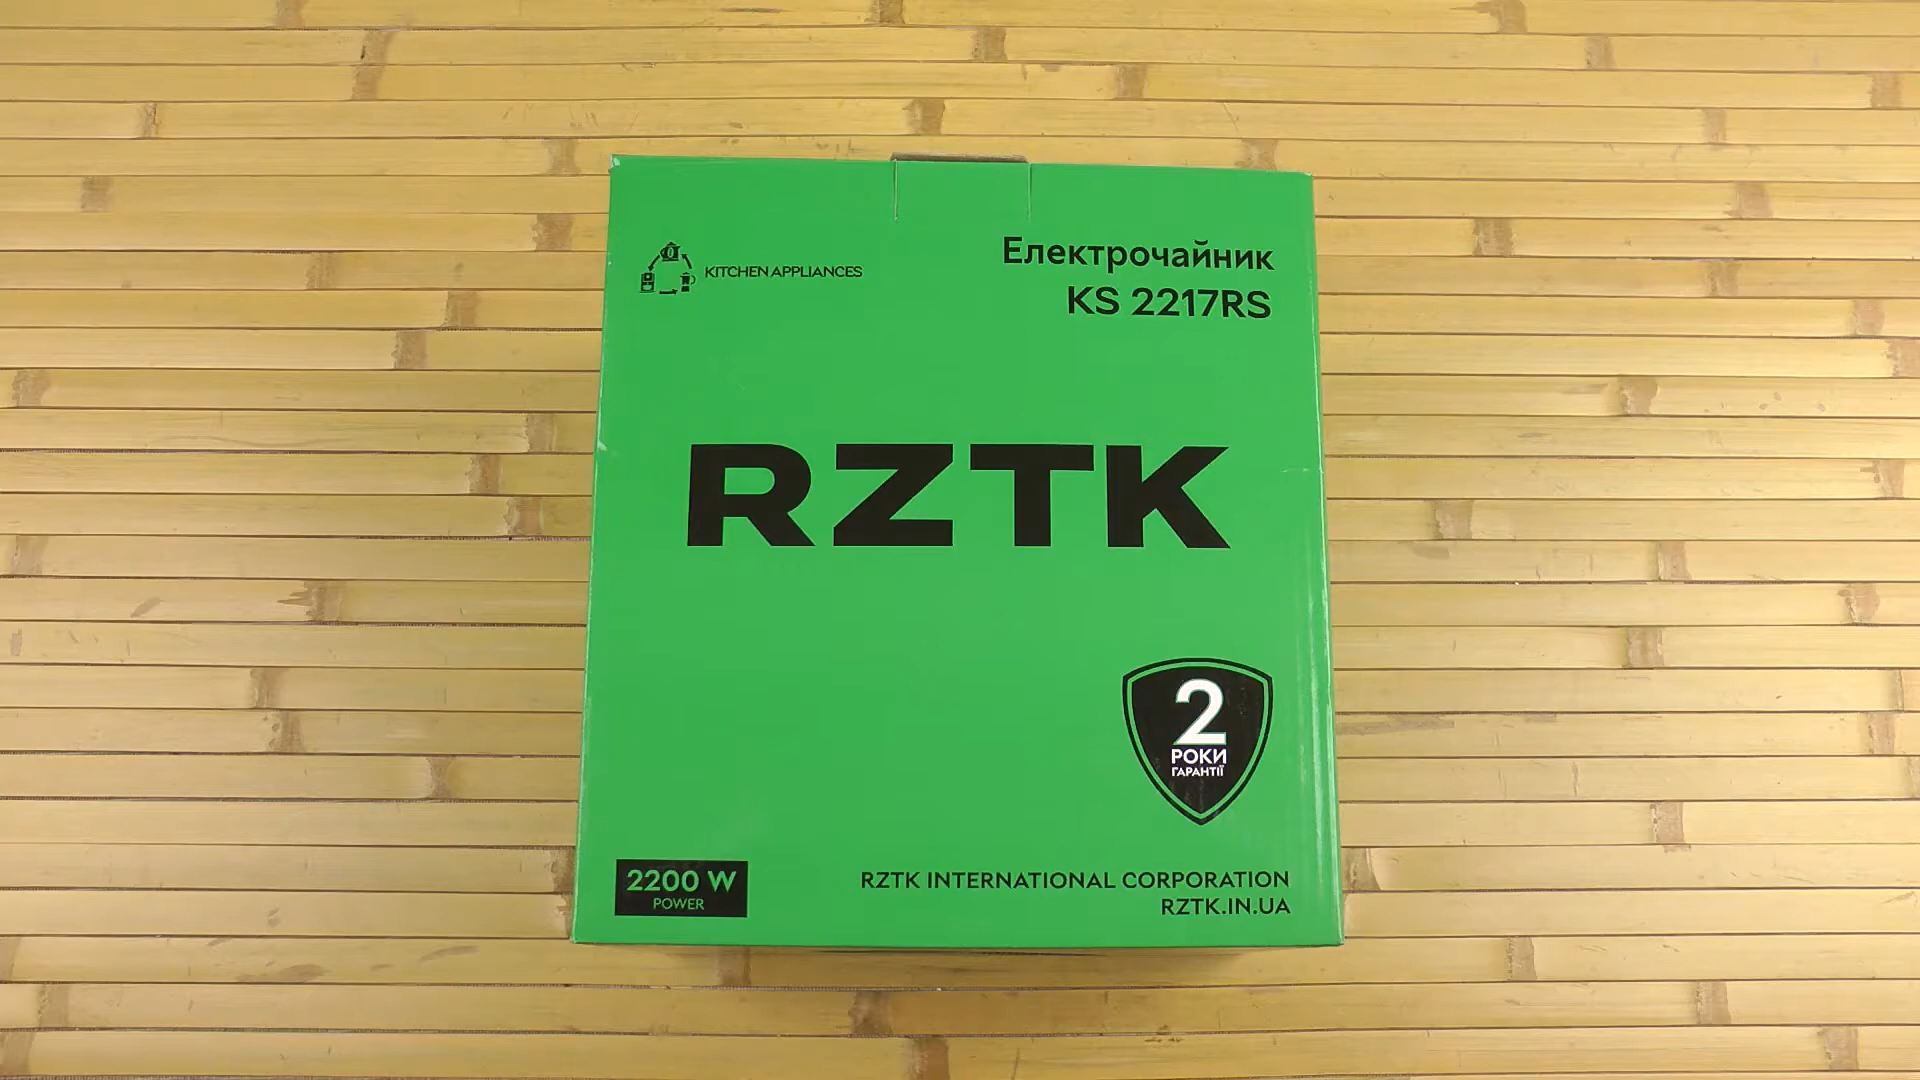 KITCHEN APPLIANCES
Електрочайник
KS 2217RS
RZTK
2
РОКИ
ГАРАНТІЇ
2200 W
POWER
RZTK INTERNATIONAL CORPORATION
RZTK.IN.UA